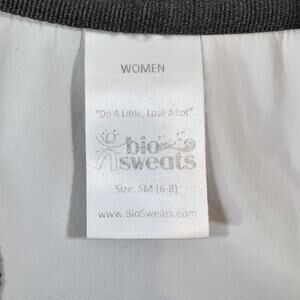 WOMEN
"Do A Little, Lose A Lot"
bio
sweats
Size: SM (6-8)
www.BioSweats.com